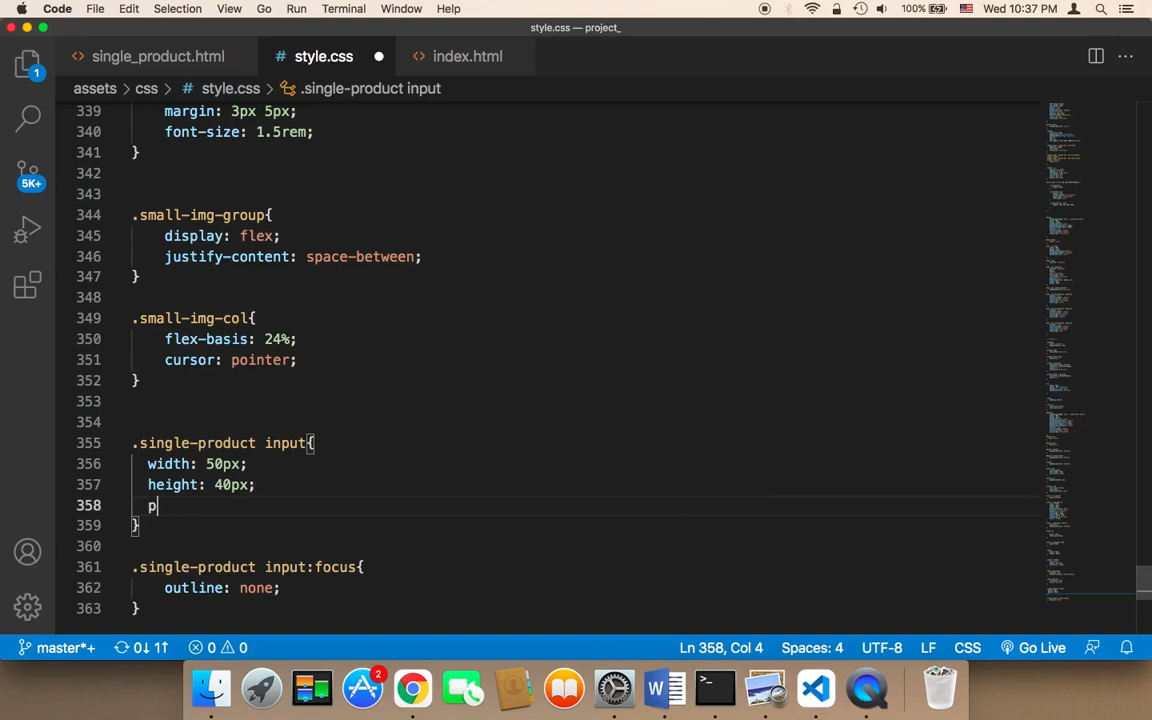 Code File Edit Selection View Go Run Terminal Window Help 100% Wed 10:37 PM
style.css — project_
single_product.html style.css index.html
assets > css > # style.css > .single-product input
339 margin: 3px 5px;
340 font-size: 1.5rem;
341 }
342
343
344 .small-img-group{
345 display: flex;
346 justify-content: space-between;
347 }
348
349 .small-img-col{
350 flex-basis: 24%;
351 cursor: pointer;
352 }
353
354
355 .single-product input{
356 width: 50px;
357 height: 40px;
358 p
359 }
360
361 .single-product input:focus{
362 outline: none;
363 }
1
5K+
master*+ 0↓ 1↑ 0 0 Ln 358, Col 4 Spaces: 4 UTF-8 LF CSS Go Live
2